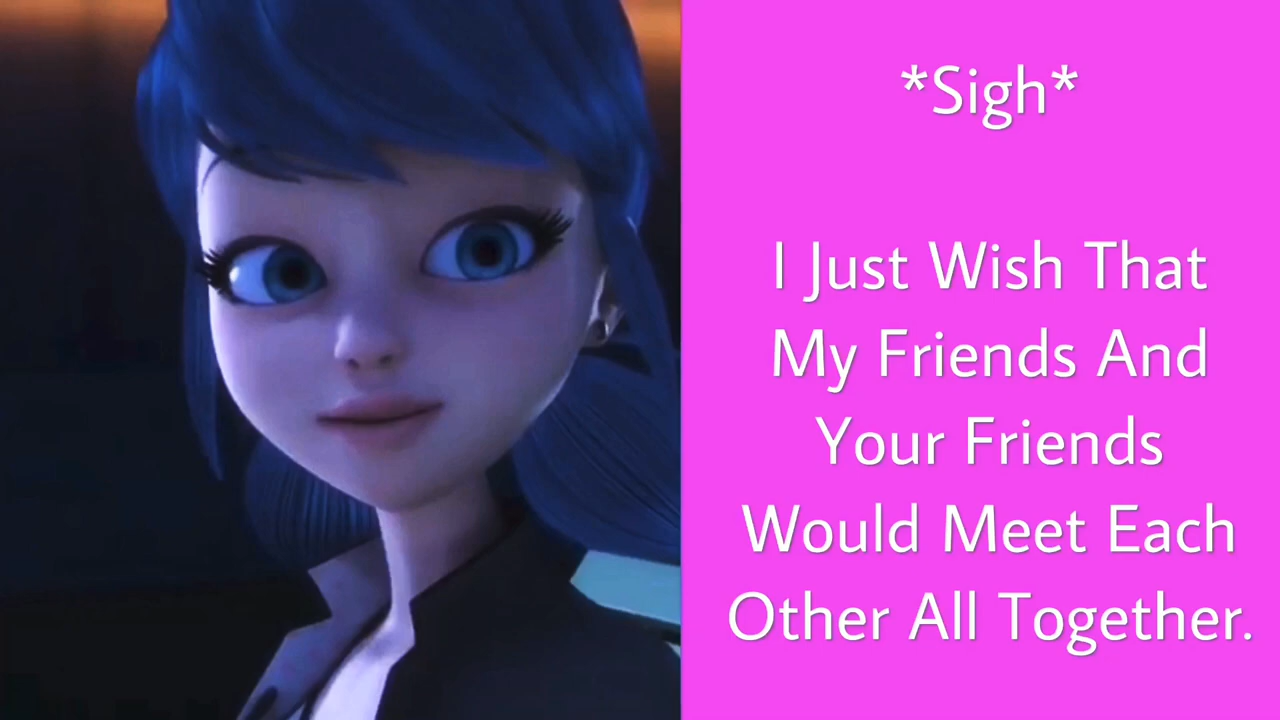 *Sigh*
I Just Wish That
My Friends And
Your Friends
Would Meet Each
Other All Together.